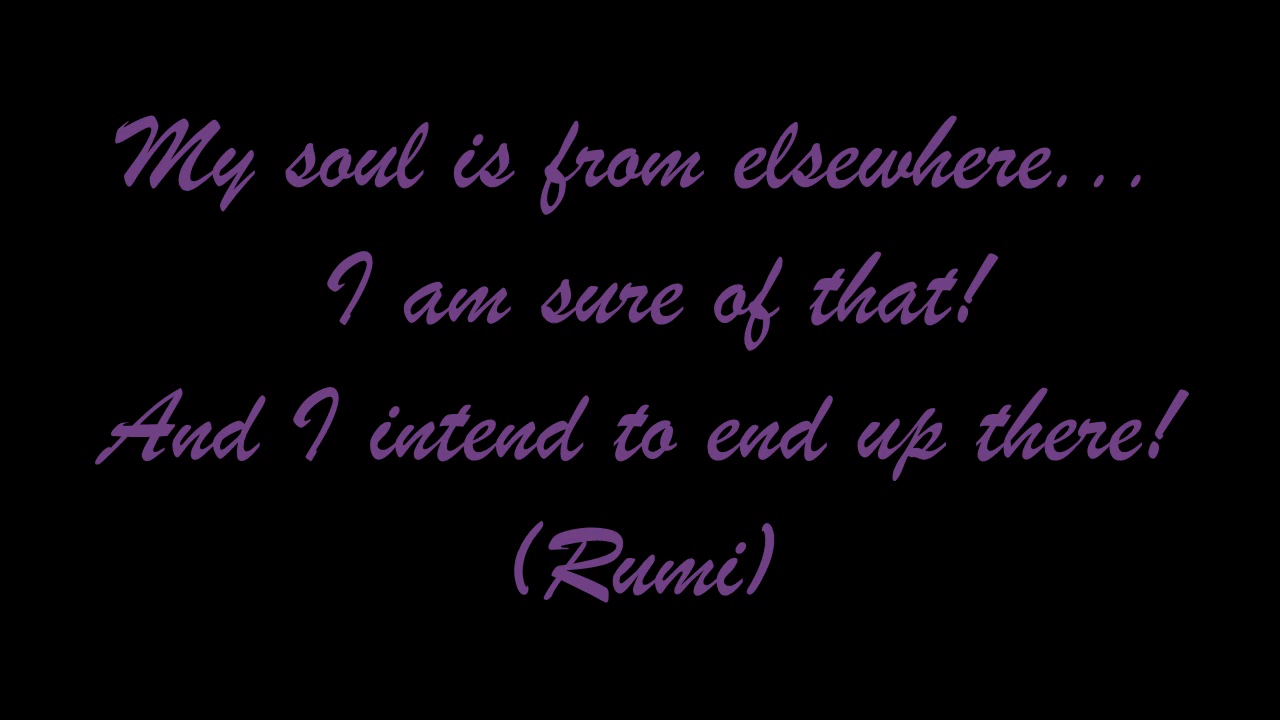 My soul is from elsewhere...
I am sure of that!
And I intend to end up there!
(Rumi)